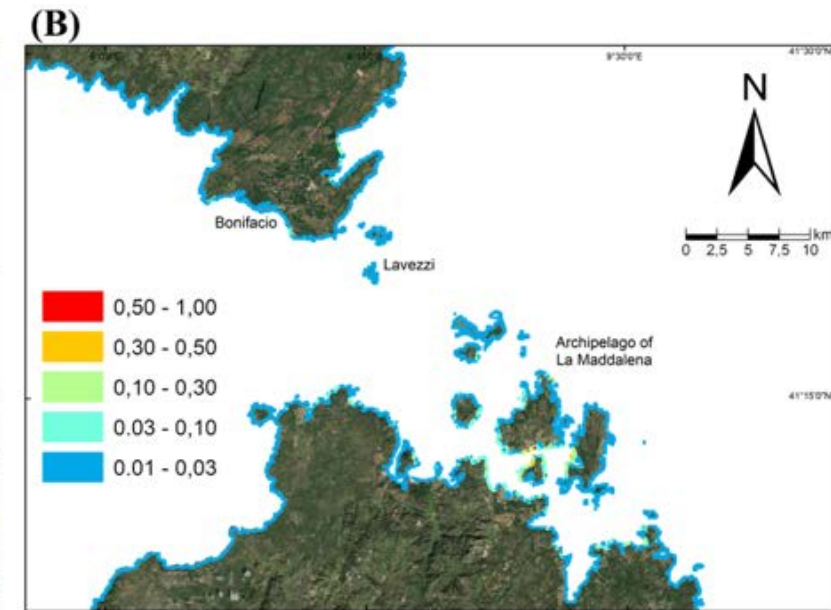 (B)
9°30'0"E
41°30'0"N
N
km
0 2,5 5 7,5 10
Bonifacio
Lavezzi
0,50 - 1,00
0,30 - 0,50
0,10 - 0,30
0.03 - 0,10
0.01 - 0,03
Archipelago of
La Maddalena
41°15'0"N